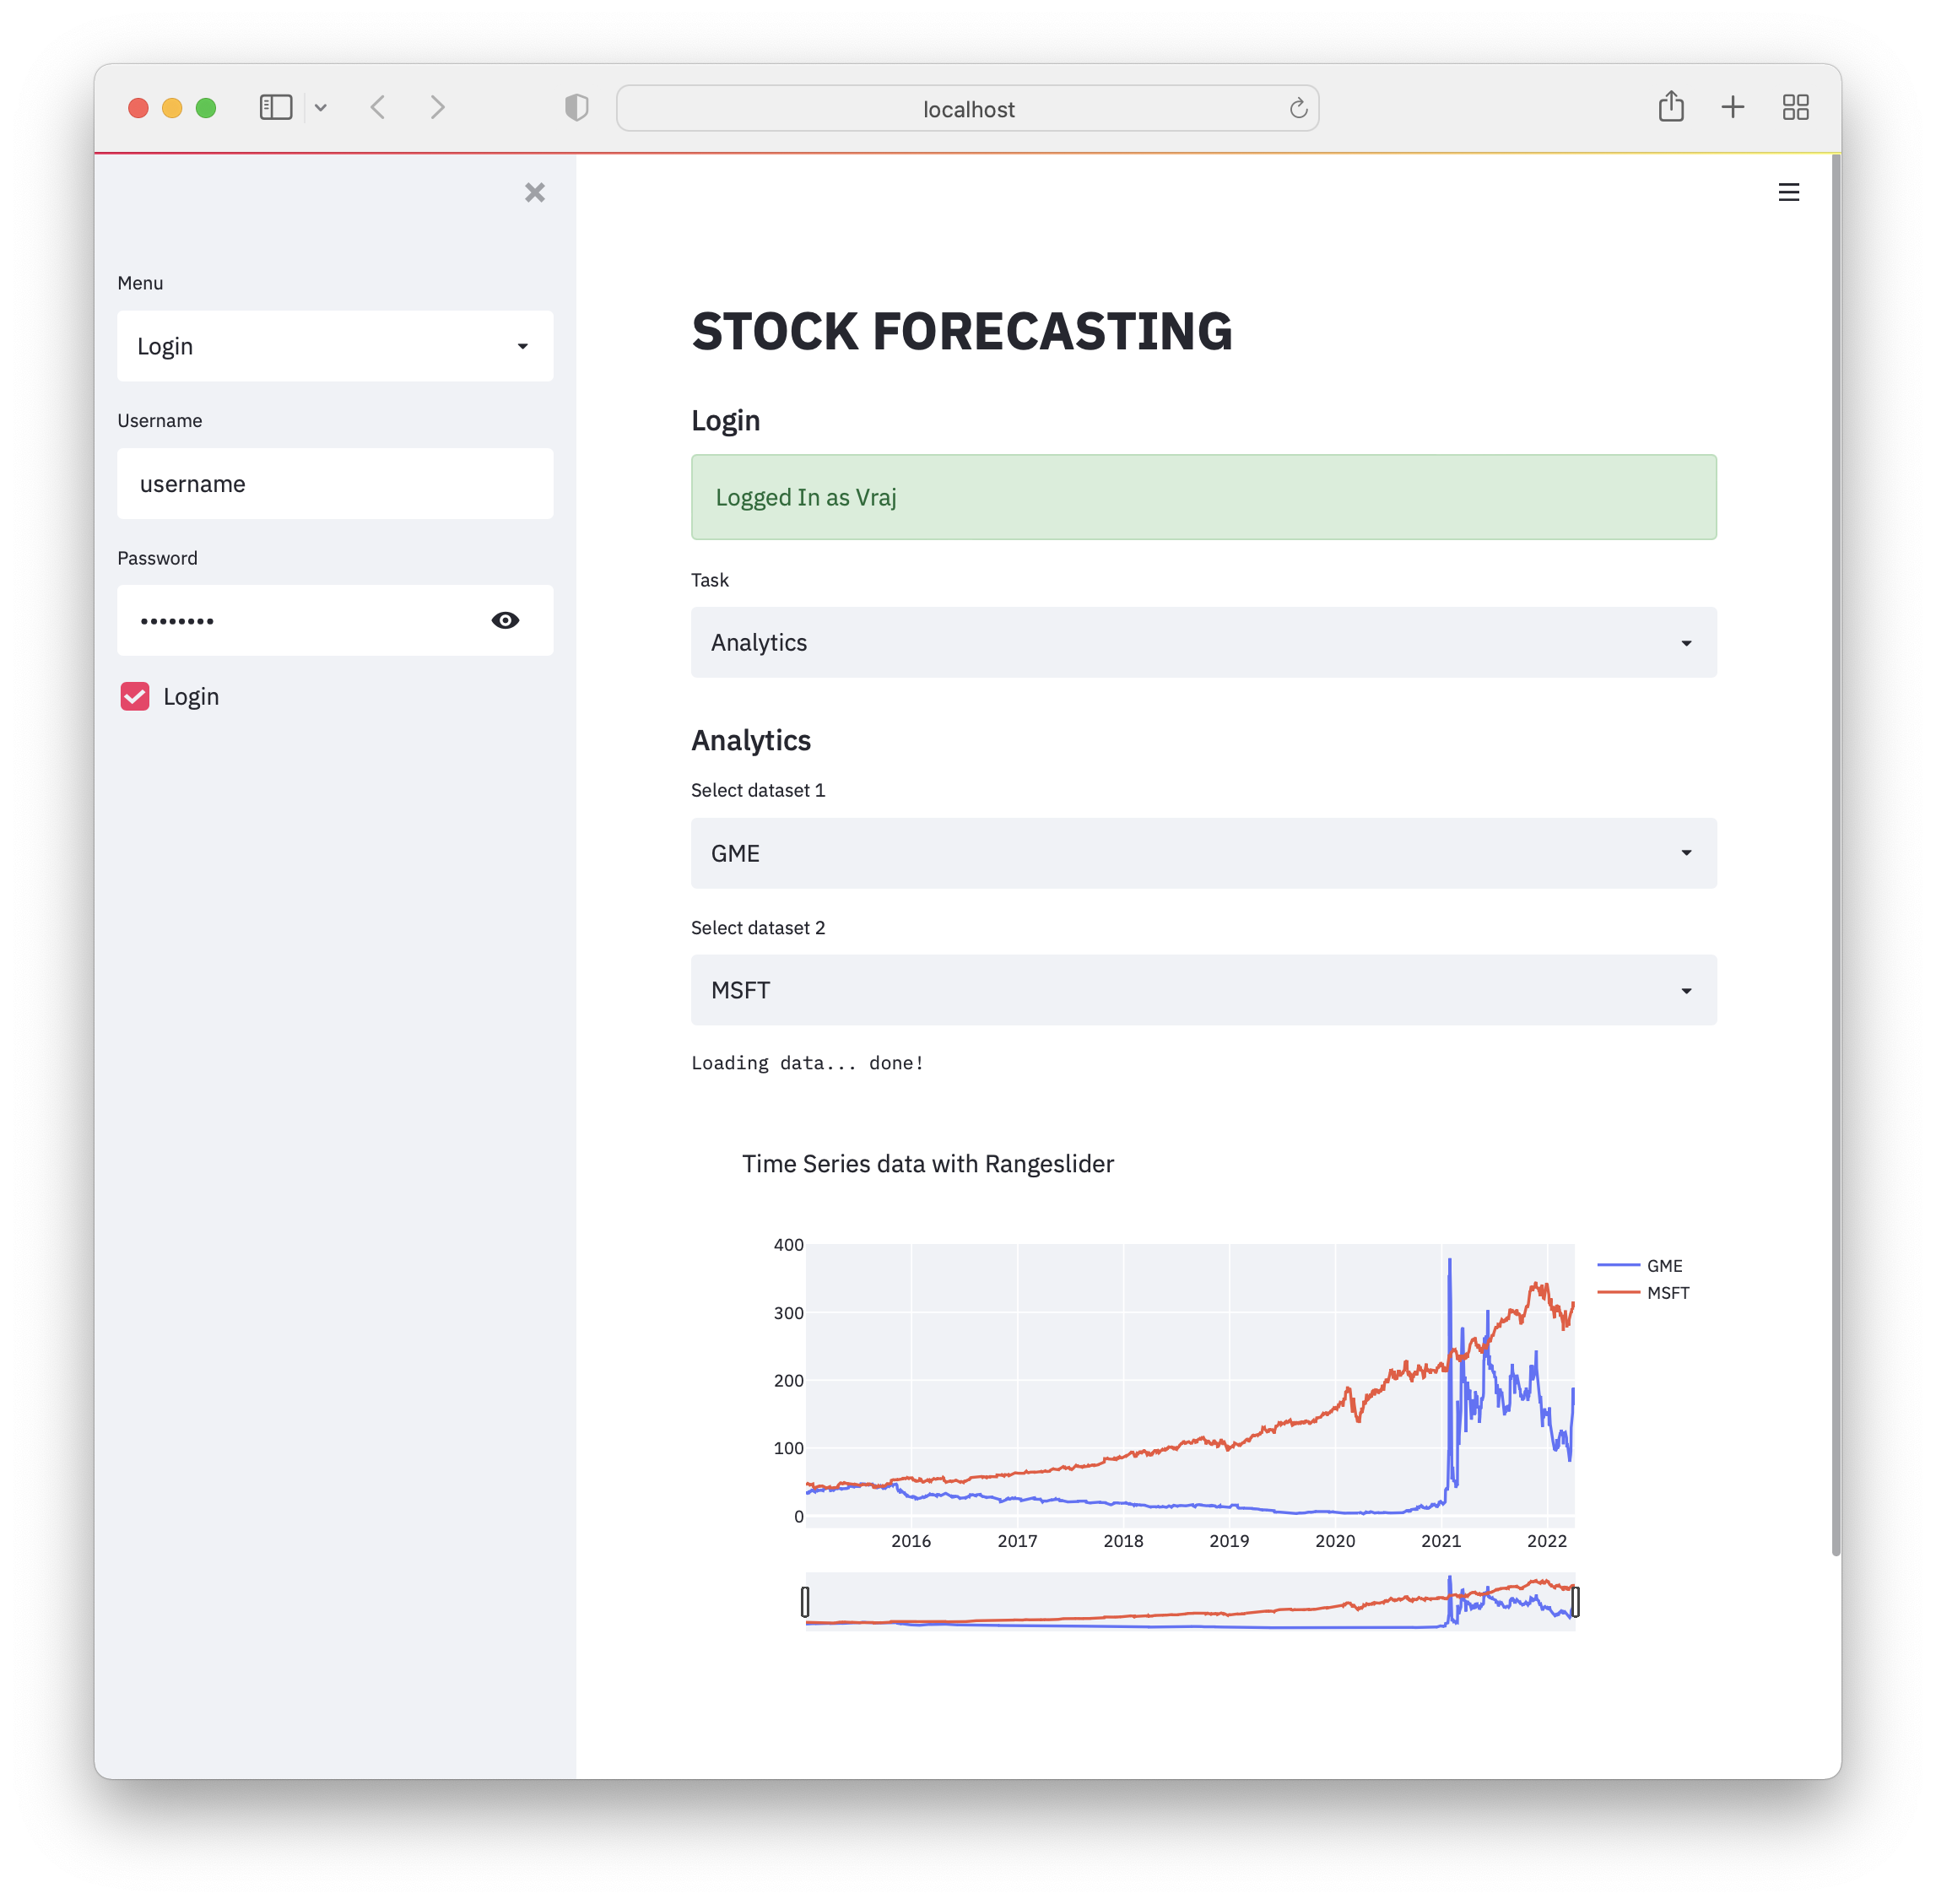 localhost
Menu
Login
Username
username
Password
••••••••
Login
STOCK FORECASTING
Login
Logged In as Vraj
Task
Analytics
Analytics
Select dataset 1
GME
Select dataset 2
MSFT
Loading data... done!
Time Series data with Rangeslider
400
300
200
100
0
2016 2017 2018 2019 2020 2021 2022
GME
MSFT